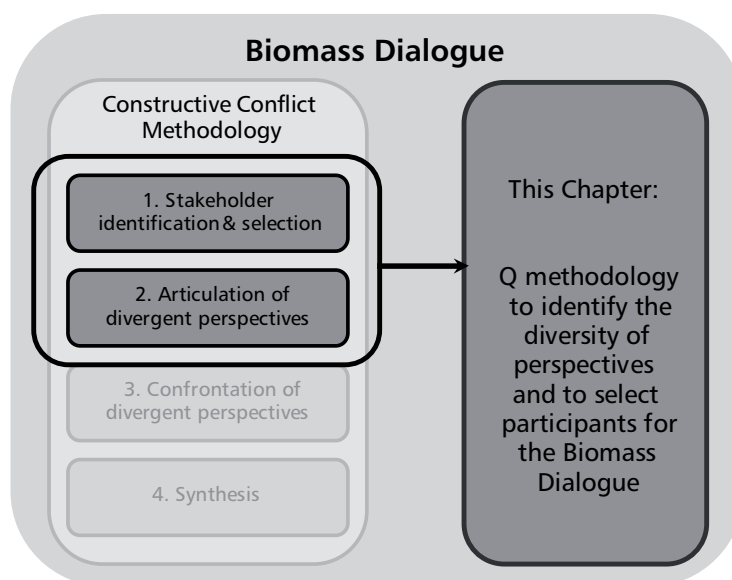 Biomass Dialogue
Constructive Conflict
Methodology
1. Stakeholder
identification & selection
2. Articulation of
divergent perspectives
3. Confrontation of
divergent perspectives
4. Synthesis
This Chapter:
Q methodology
to identify the
diversity of
perspectives
and to select
participants for
the Biomass
Dialogue